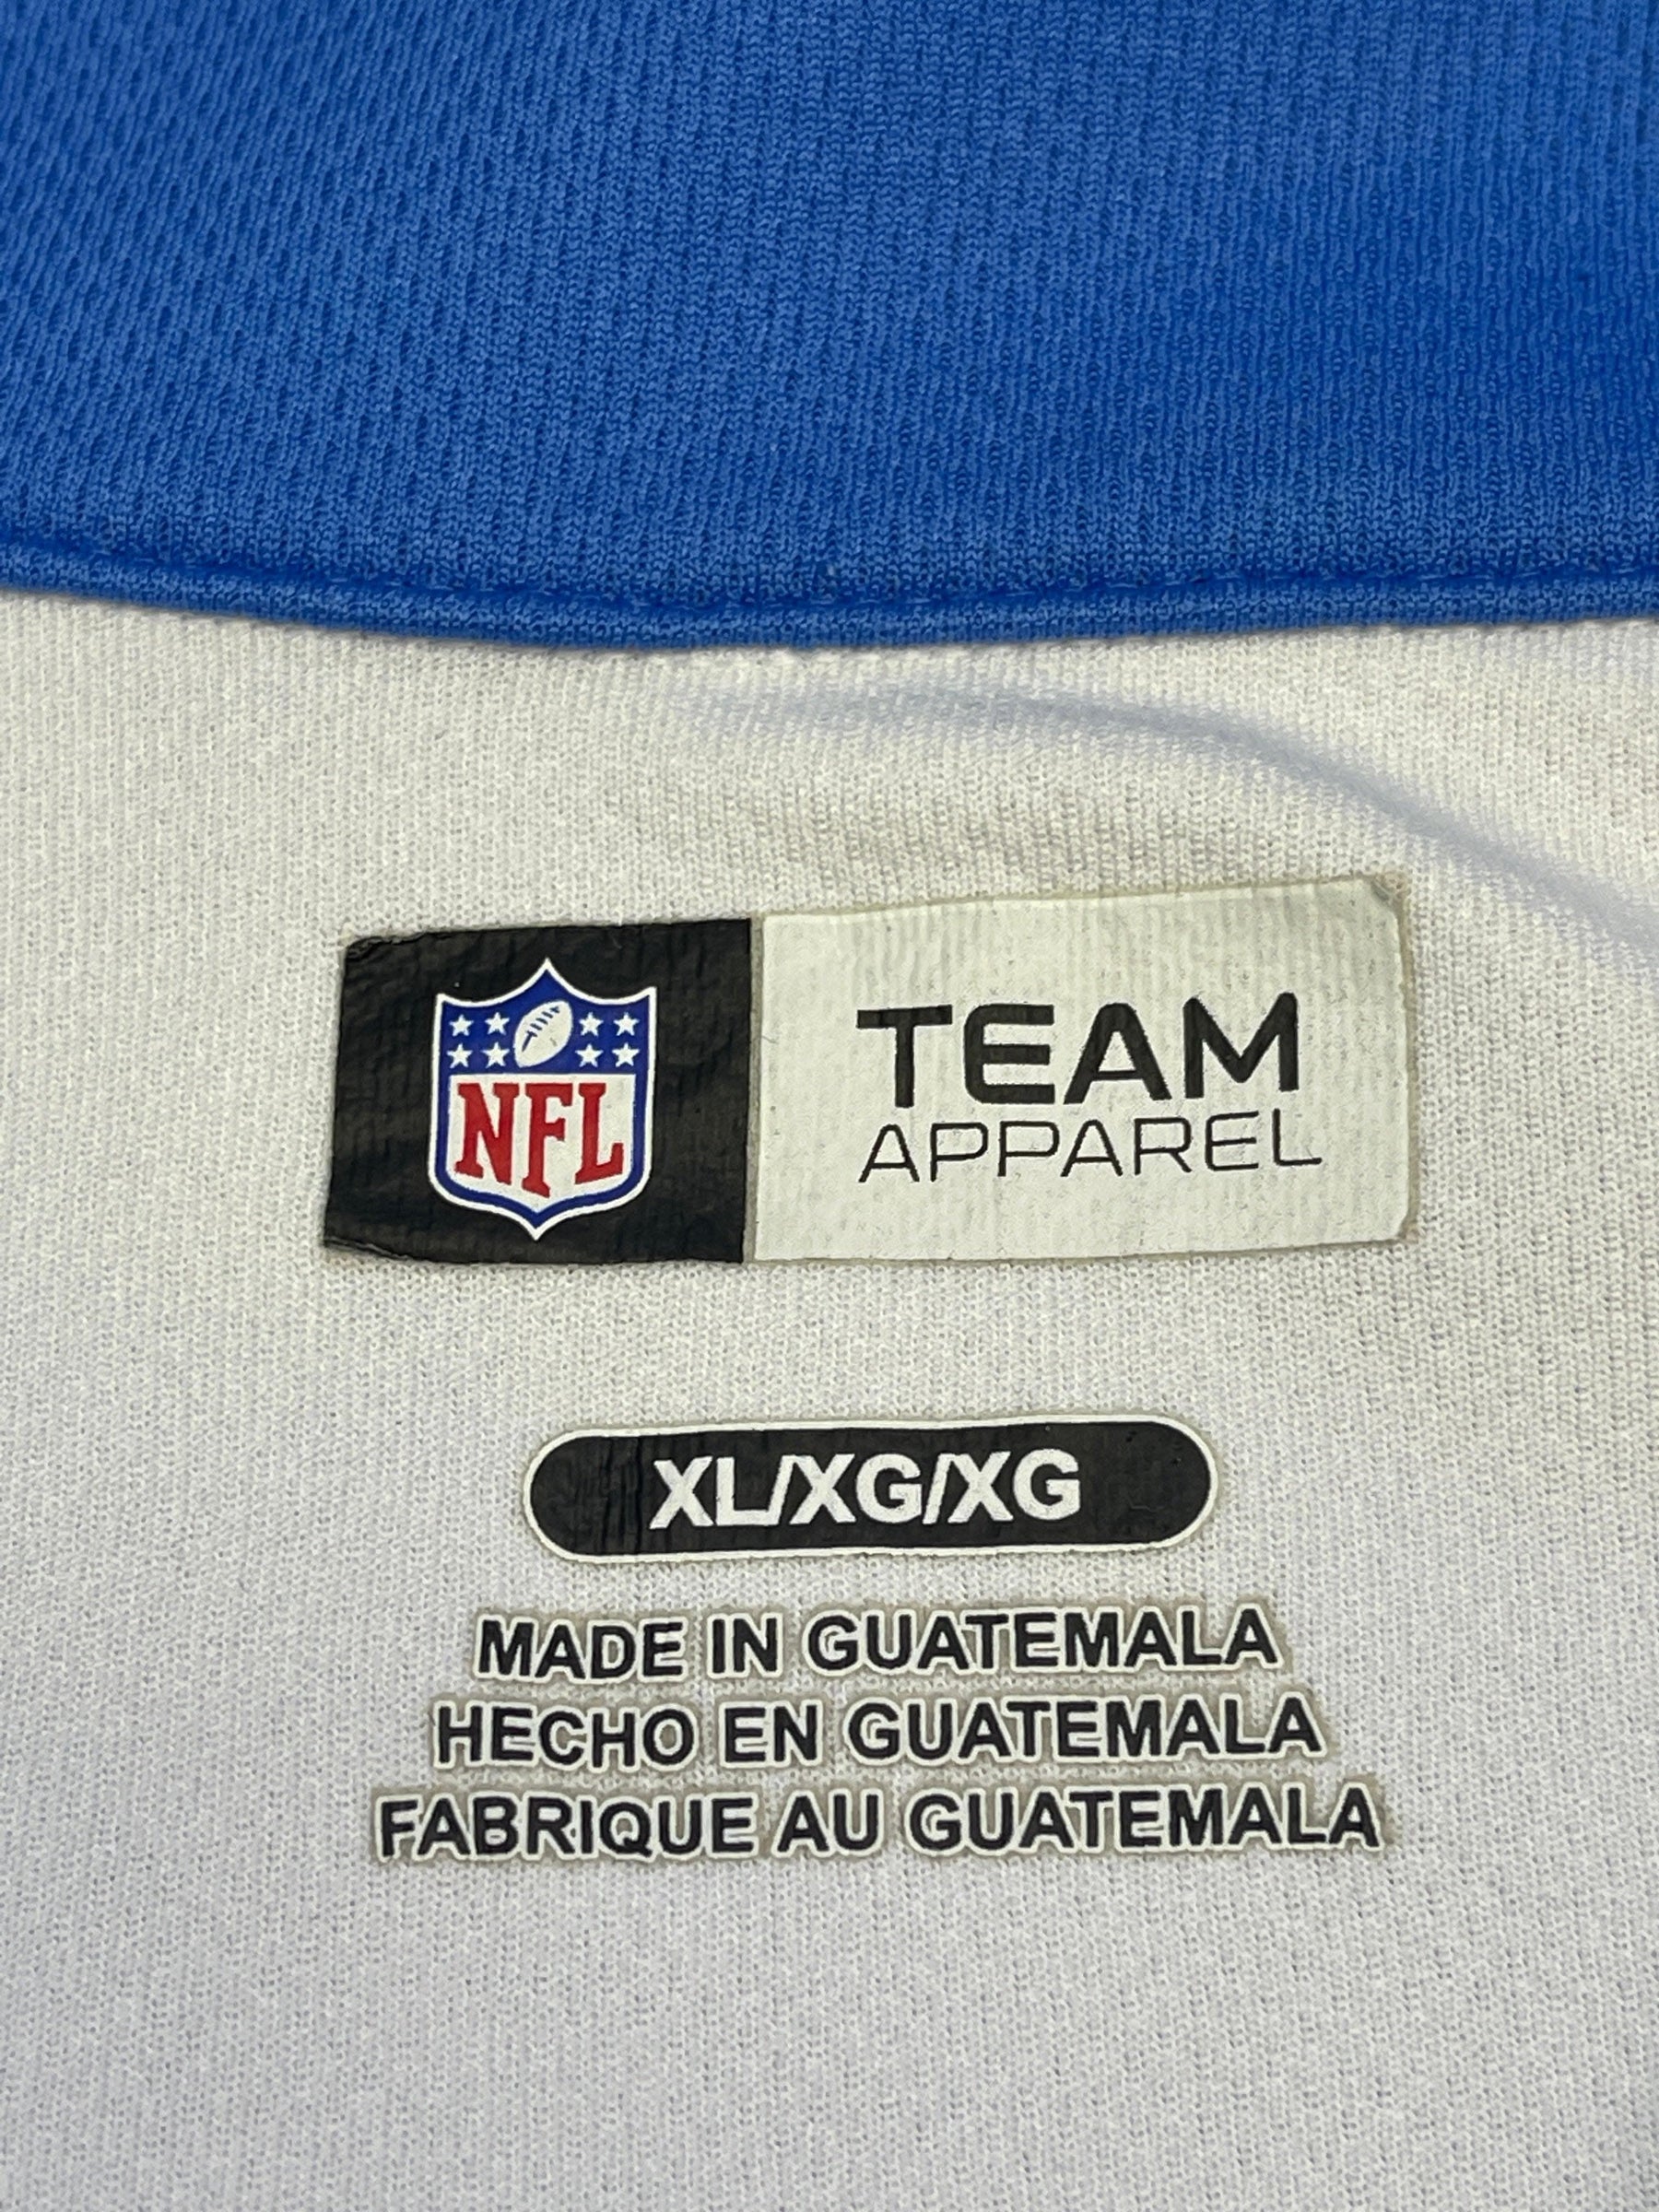 NFL
TEAM
APPAREL
XL/XG/XG
MADE IN GUATEMALA
HECHO EN GUATEMALA
FABRIQUE AU GUATEMALA